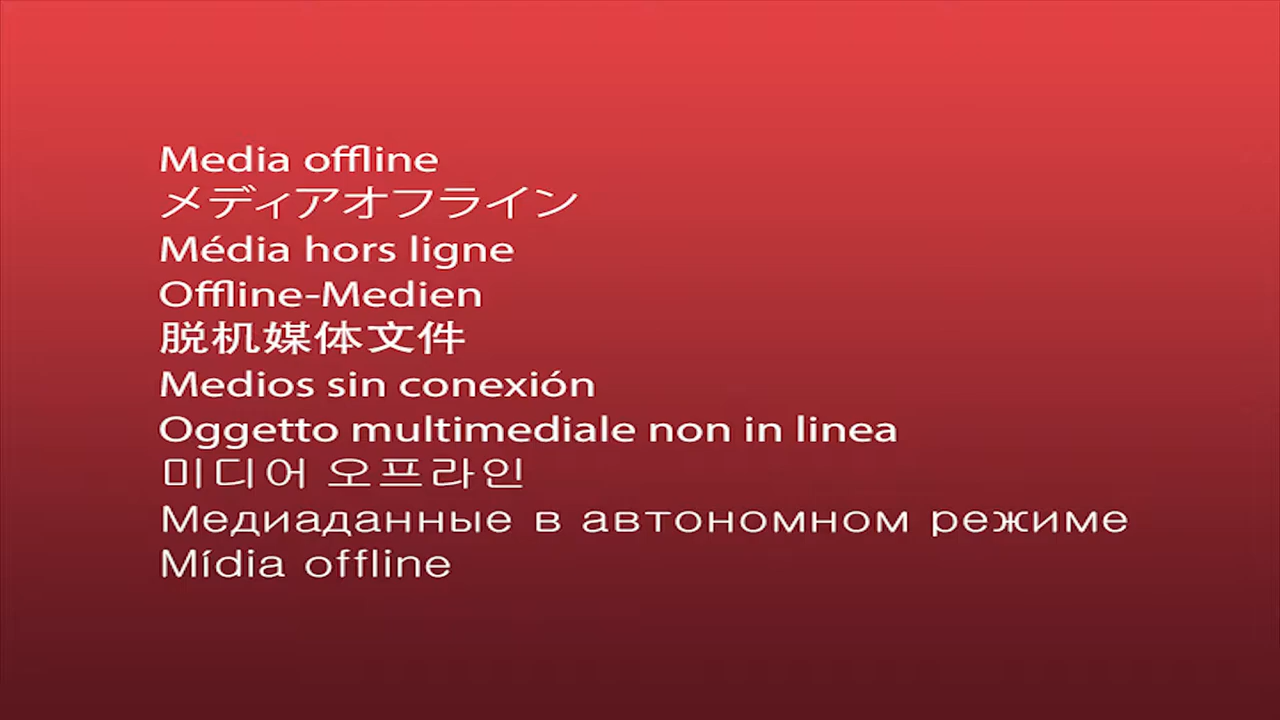 Media offline
メディアオフライン
Média hors ligne
Offline-Medien
脱机媒体文件
Medios sin conexión
Oggetto multimediale non in linea
미디어 오프라인
Медиаданные в автономном режиме
Mídia offline